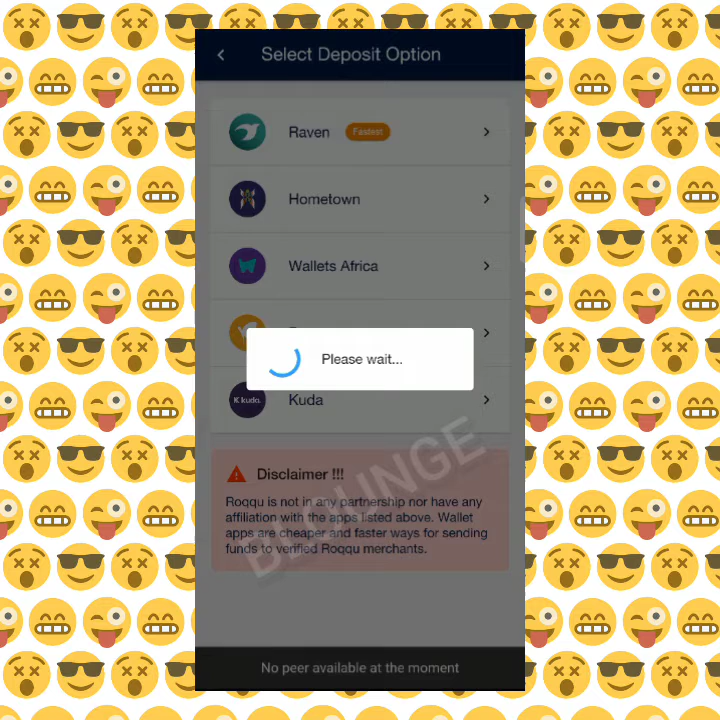 Select Deposit Option
Raven Fastest
Hometown
Wallets Africa
Please wait...
K kuda. Kuda
Disclaimer !!!
Roqqu is not in any partnership nor have any
affiliation with the apps listed above. Wallet
apps are cheaper and faster ways for sending
funds to verified Roqqu merchants.
BLOUNGE
No peer available at the moment